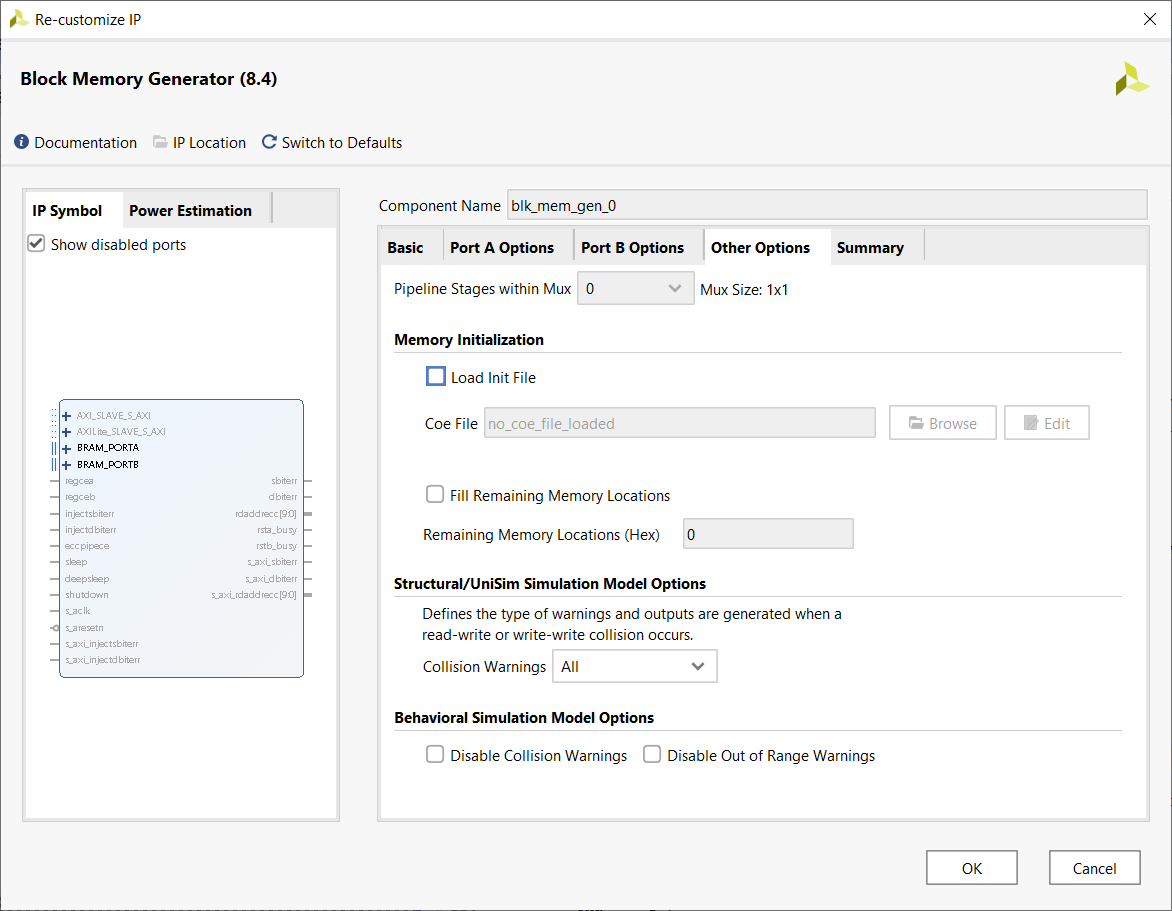 Re-customize IP
Block Memory Generator (8.4)
Documentation IP Location Switch to Defaults
IP Symbol Power Estimation
Show disabled ports
AXI_SLAVE_S_AXI
AXILite_SLAVE_S_AXI
BRAM_PORTA
BRAM_PORTB
regcea sbiterr
regceb dbiterr
injectsbiterr rdaddrecc[9:0]
injectdbiterr rsta_busy
eccpipece rstb_busy
sleep s_axi_sbiterr
deepsleep s_axi_dbiterr
shutdown s_axi_rdaddrecc[9:0]
s_aclk
s_aresetn
s_axi_injectsbiterr
s_axi_injectdbiterr
Component Name blk_mem_gen_0
Basic Port A Options Port B Options Other Options Summary
Pipeline Stages within Mux 0 Mux Size: 1x1
Memory Initialization
Load Init File
Coe File no_coe_file_loaded Browse Edit
Fill Remaining Memory Locations
Remaining Memory Locations (Hex) 0
Structural/UniSim Simulation Model Options
Defines the type of warnings and outputs are generated when a
read-write or write-write collision occurs.
Collision Warnings All
Behavioral Simulation Model Options
Disable Collision Warnings Disable Out of Range Warnings
OK Cancel